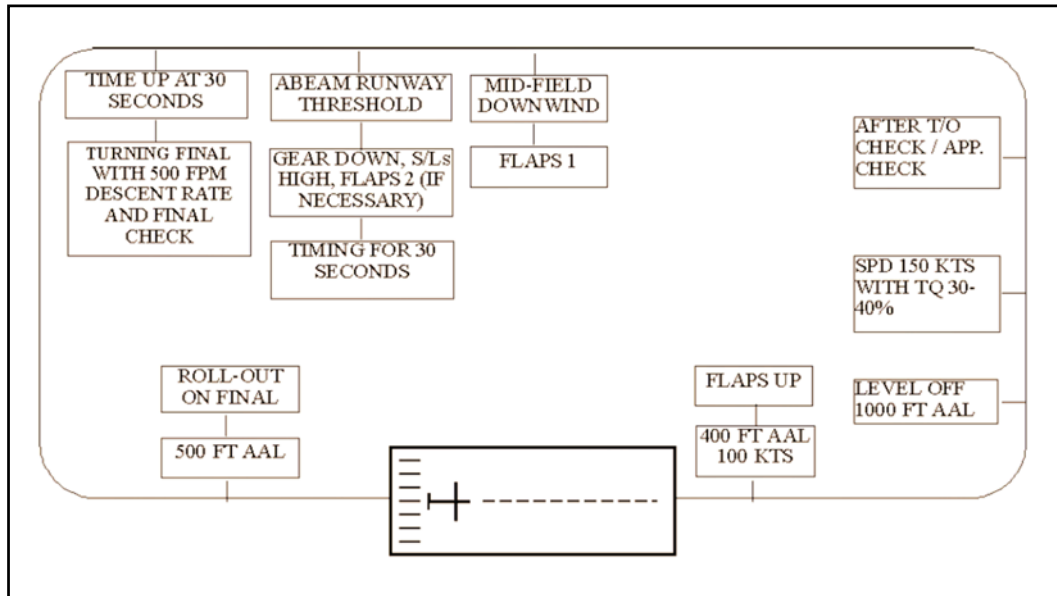 TIME UP AT 30
SECONDS
TURNING FINAL
WITH 500 FPM
DESCENT RATE
AND FINAL
CHECK
ABEAM RUNWAY
THRESHOLD
GEAR DOWN, S/Ls
HIGH, FLAPS 2 (IF
NECESSARY)
TIMING FOR 30
SECONDS
MID-FIELD
DOWNWIND
FLAPS 1
AFTER T/O
CHECK / APP.
CHECK
SPD 150 KTS
WITH TQ 30-
40%
LEVEL OFF
1000 FT AAL
ROLL-OUT
ON FINAL
500 FT AAL
FLAPS UP
400 FT AAL
100 KTS